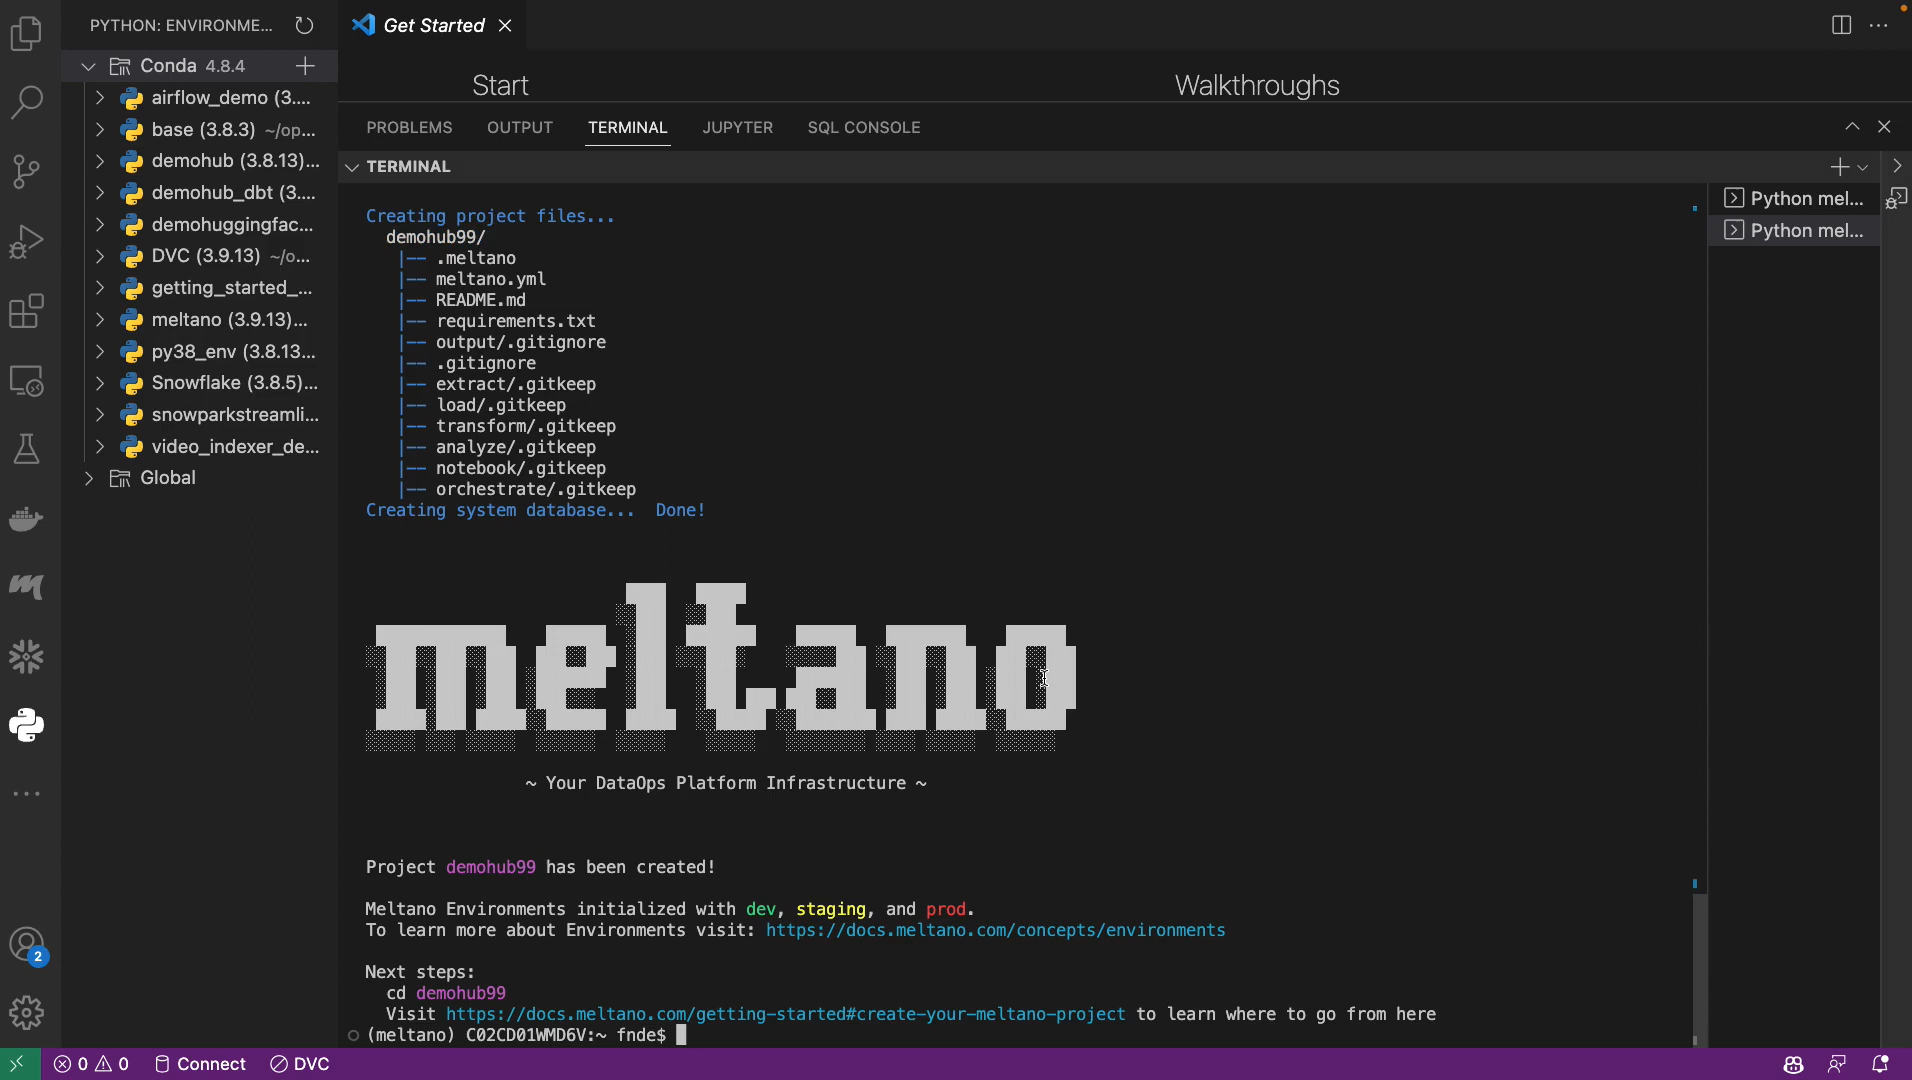 PYTHON: ENVIRONME...
Get Started
Conda 4.8.4
airflow_demo (3....
base (3.8.3) ~/op...
demohub (3.8.13)...
demohub_dbt (3....
demohuggingfac...
DVC (3.9.13) ~/o...
getting_started_...
meltano (3.9.13)...
py38_env (3.8.13...
Snowflake (3.8.5)...
snowparkstreamli...
video_indexer_de...
Global
Start
Walkthroughs
PROBLEMS OUTPUT TERMINAL JUPYTER SQL CONSOLE
TERMINAL
Python mel...
Python mel...
Creating project files...
demohub99/
|—— .meltano
|—— meltano.yml
|—— README.md
|—— requirements.txt
|—— output/.gitignore
|—— .gitignore
|—— extract/.gitkeep
|—— load/.gitkeep
|—— transform/.gitkeep
|—— analyze/.gitkeep
|—— notebook/.gitkeep
|—— orchestrate/.gitkeep
Creating system database... Done!
meltano
~ Your DataOps Platform Infrastructure ~
Project demohub99 has been created!
Meltano Environments initialized with dev, staging, and prod.
To learn more about Environments visit: https://docs.meltano.com/concepts/environments
Next steps:
cd demohub99
Visit https://docs.meltano.com/getting-started#create-your-meltano-project to learn where to go from here
(meltano) C02CD01WMD6V:~ fnde$
2
0 0 Connect DVC